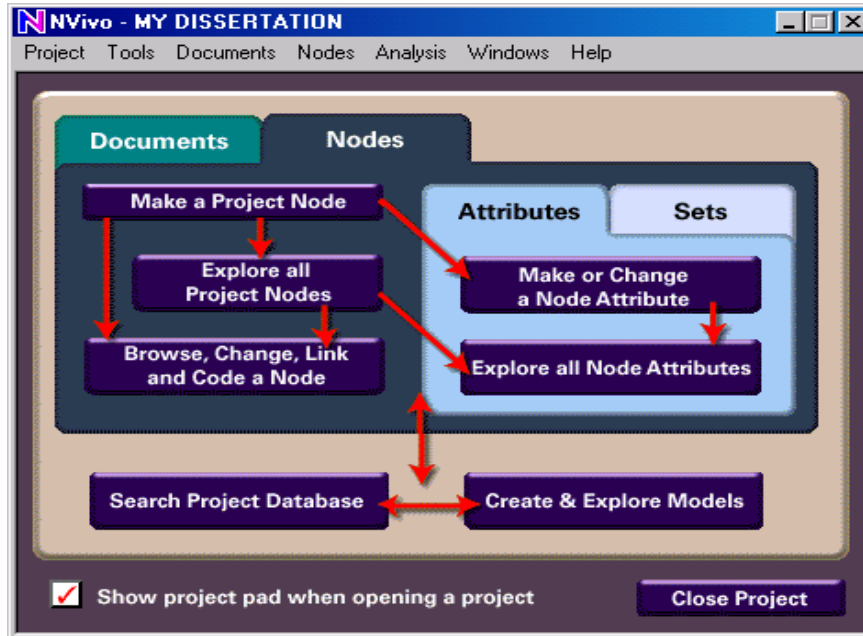 NVivo - MY DISSERTATION
Project Tools Documents Nodes Analysis Windows Help
Documents
Nodes
Make a Project Node
Explore all
Project Nodes
Browse, Change, Link
and Code a Node
Attributes
Sets
Make or Change
a Node Attribute
Explore all Node Attributes
Search Project Database
Create & Explore Models
Show project pad when opening a project
Close Project